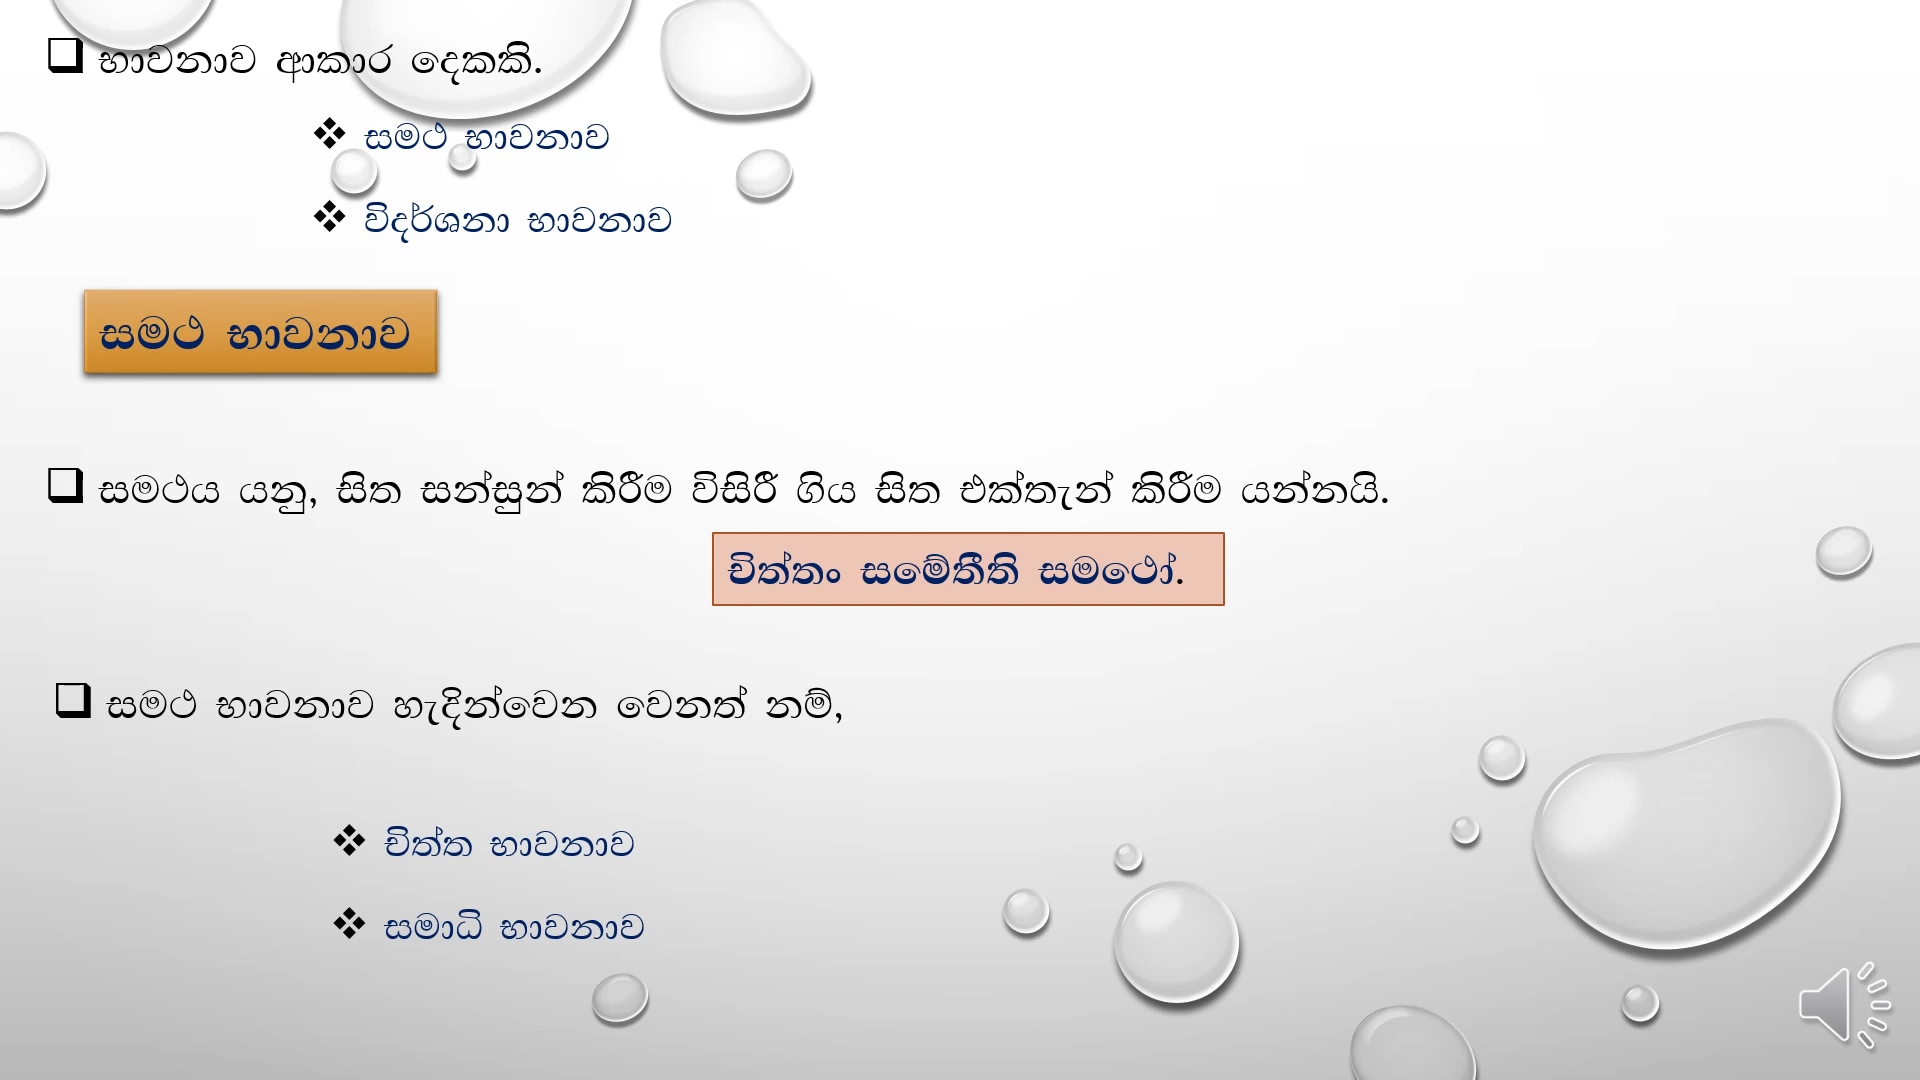 භාවනාව ආකාර දෙකකි.
සමථ භාවනාව
විදර්ශනා භාවනාව
සමථ භාවනාව
සමථය යනු, සිත සන්සුන් කිරීම විසිරී ගිය සිත එක්තැන් කිරීම යන්නයි.
චිත්තං සමේතීති සමථෝ.
සමථ භාවනාව හැඳින්වෙන වෙනත් නම්,
චිත්ත භාවනාව
සමාධි භාවනාව